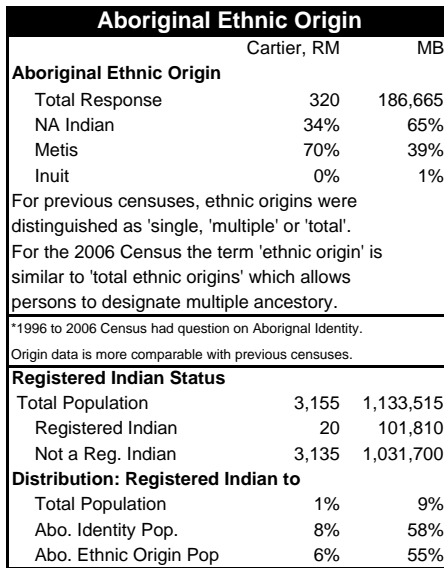 Aboriginal Ethnic Origin
Cartier, RM MB
Aboriginal Ethnic Origin
Total Response 320 186,665
NA Indian 34% 65%
Metis 70% 39%
Inuit 0% 1%
For previous censuses, ethnic origins were
distinguished as 'single, 'multiple' or 'total'.
For the 2006 Census the term 'ethnic origin' is
similar to 'total ethnic origins' which allows
persons to designate multiple ancestory.
*1996 to 2006 Census had question on Aborignal Identity.
Origin data is more comparable with previous censuses.
Registered Indian Status
Total Population 3,155 1,133,515
Registered Indian 20 101,810
Not a Reg. Indian 3,135 1,031,700
Distribution: Registered Indian to
Total Population 1% 9%
Abo. Identity Pop. 8% 58%
Abo. Ethnic Origin Pop 6% 55%